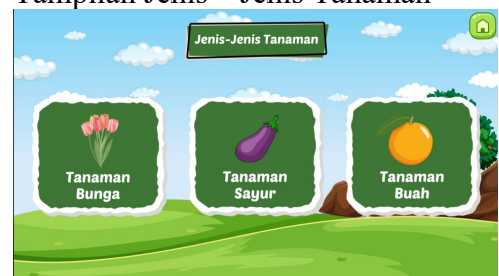 Tampilan Jenis – Jenis Tanaman
Jenis-Jenis Tanaman
Tanaman
Bunga
Tanaman
Sayur
Tanaman
Buah